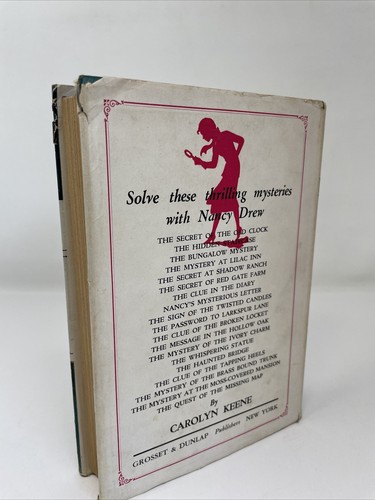 Solve these thrilling mysteries
with Nancy Drew
THE SECRET OF THE OLD CLOCK
THE HIDDEN STAIRCASE
THE BUNGALOW MYSTERY
THE MYSTERY AT LILAC INN
THE SECRET AT SHADOW RANCH
THE SECRET OF RED GATE FARM
THE CLUE IN THE DIARY
NANCY'S MYSTERIOUS LETTER
THE SIGN OF THE TWISTED CANDLES
THE PASSWORD TO LARKSPUR LANE
THE CLUE OF THE BROKEN LOCKET
THE MESSAGE IN THE HOLLOW OAK
THE MYSTERY OF THE IVORY CHARM
THE WHISPERING STATUE
THE HAUNTED BRIDGE
THE CLUE OF THE TAPPING HEELS
THE MYSTERY OF THE BRASS BOUND TRUNK
THE MYSTERY AT THE MOSS-COVERED MANSION
THE QUEST OF THE MISSING MAP
By
CAROLYN KEENE
GROSSET & DUNLAP Publishers NEW YORK